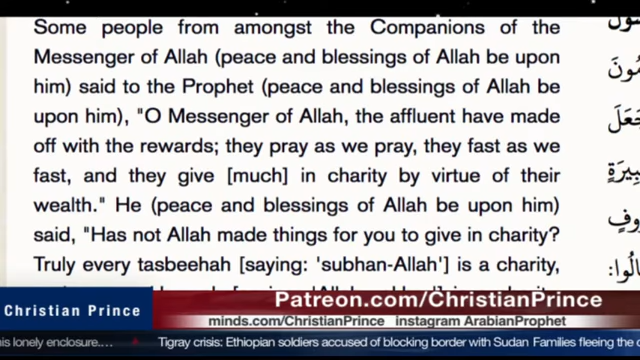 Some people from amongst the Companions of the
Messenger of Allah (peace and blessings of Allah be upon
him) said to the Prophet (peace and blessings of Allah be
upon him), "O Messenger of Allah, the affluent have made
off with the rewards; they pray as we pray, they fast as we
fast, and they give [much] in charity by virtue of their
wealth." He (peace and blessings of Allah be upon him)
said, "Has not Allah made things for you to give in charity?
Truly every tasbeehah [saying: 'subhan-Allah'] is a charity,
Christian Prince
Patreon.com/ChristianPrince
minds.com/ChristianPrince instagram ArabianProphet
his lonely enclosure.... Tigray crisis: Ethiopian soldiers accused of blocking border with Sudan Families fleeing the